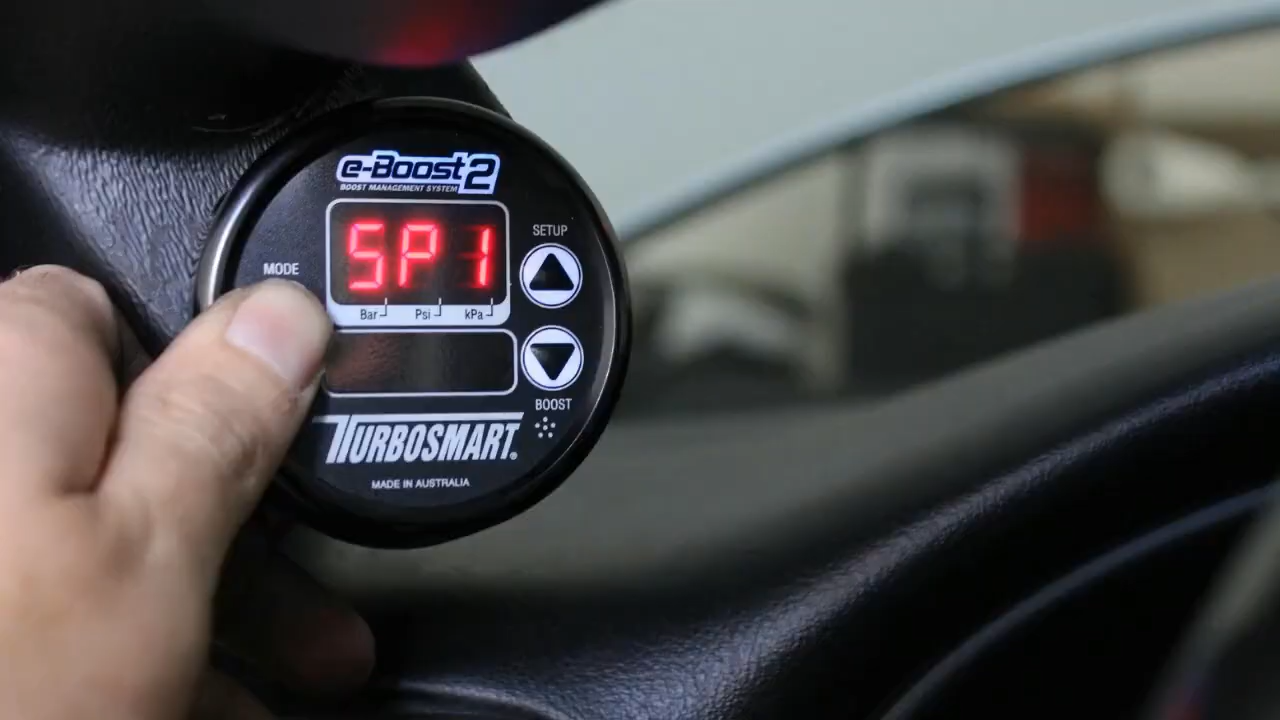 e-Boost2
BOOST MANAGEMENT SYSTEM
SETUP
MODE
SP1
Bar Psi kPa
BOOST
TURBOSMART®
MADE IN AUSTRALIA